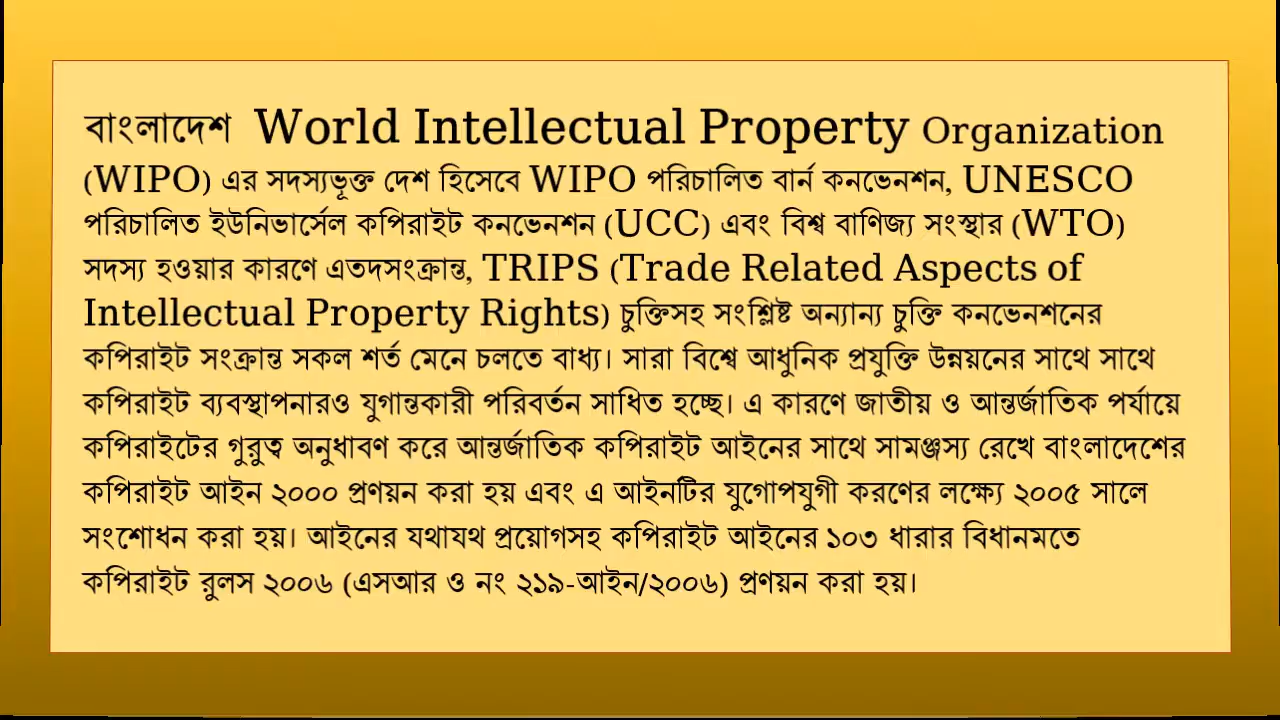 বাংলাদেশ World Intellectual Property Organization
(WIPO) এর সদস্যভূক্ত দেশ হিসেবে WIPO পরিচালিত বার্ন কনভেনশন, UNESCO
পরিচালিত ইউনিভার্সেল কপিরাইট কনভেনশন (UCC) এবং বিশ্ব বাণিজ্য সংস্থার (WTO)
সদস্য হওয়ার কারণে এতদসংক্রান্ত, TRIPS (Trade Related Aspects of
Intellectual Property Rights) চুক্তিসহ সংশ্লিষ্ট অন্যান্য চুক্তি কনভেনশনের
কপিরাইট সংক্রান্ত সকল শর্ত মেনে চলতে বাধ্য। সারা বিশ্বে আধুনিক প্রযুক্তি উন্নয়নের সাথে সাথে
কপিরাইট ব্যবস্থাপনারও যুগান্তকারী পরিবর্তন সাধিত হচ্ছে। এ কারণে জাতীয় ও আন্তর্জাতিক পর্যায়ে
কপিরাইটের গুরুত্ব অনুধাবণ করে আন্তর্জাতিক কপিরাইট আইনের সাথে সামঞ্জস্য রেখে বাংলাদেশের
কপিরাইট আইন ২০০০ প্রণয়ন করা হয় এবং এ আইনটির যুগোপযুগী করণের লক্ষ্যে ২০০৫ সালে
সংশোধন করা হয়। আইনের যথাযথ প্রয়োগসহ কপিরাইট আইনের ১০৩ ধারার বিধানমতে
কপিরাইট রুলস ২০০৬ (এসআর ও নং ২১৯-আইন/২০০৬) প্রণয়ন করা হয়।